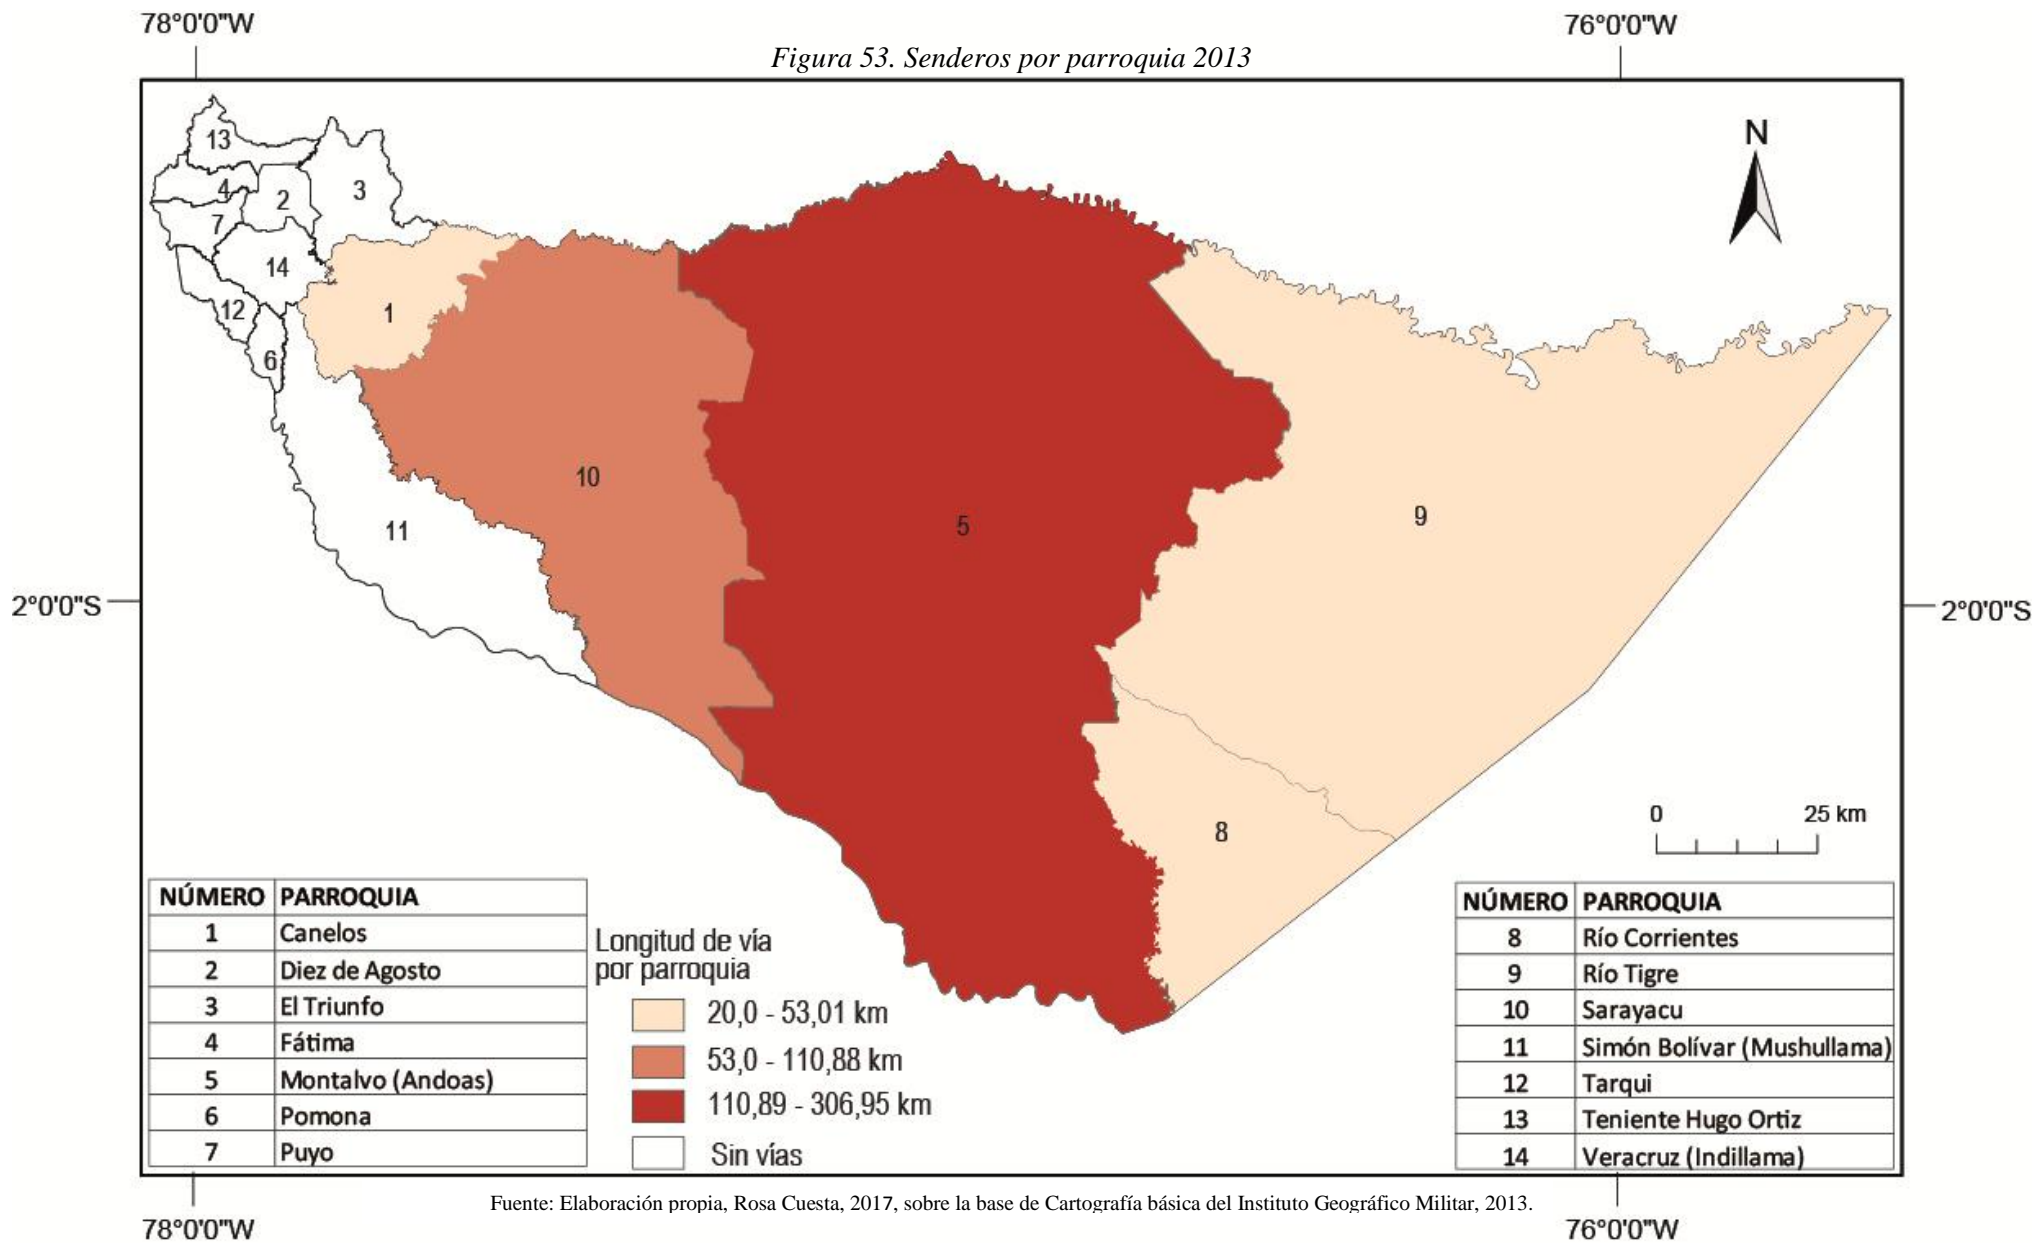 78°0'0"W
76°0'0"W
Figura 53. Senderos por parroquia 2013
N
13
4
2
3
7
14
12
1
6
10
11
5
9
8
2°0'0"S
2°0'0"S
0 25 km
NÚMERO PARROQUIA
1 Canelos
2 Diez de Agosto
3 El Triunfo
4 Fátima
5 Montalvo (Andoas)
6 Pomona
7 Puyo
Longitud de vía
por parroquia
20,0 - 53,01 km
53,0 - 110,88 km
110,89 - 306,95 km
Sin vías
NÚMERO PARROQUIA
8 Río Corrientes
9 Río Tigre
10 Sarayacu
11 Simón Bolívar (Mushullama)
12 Tarqui
13 Teniente Hugo Ortiz
14 Veracruz (Indillama)
Fuente: Elaboración propia, Rosa Cuesta, 2017, sobre la base de Cartografía básica del Instituto Geográfico Militar, 2013.
78°0'0"W
76°0'0"W